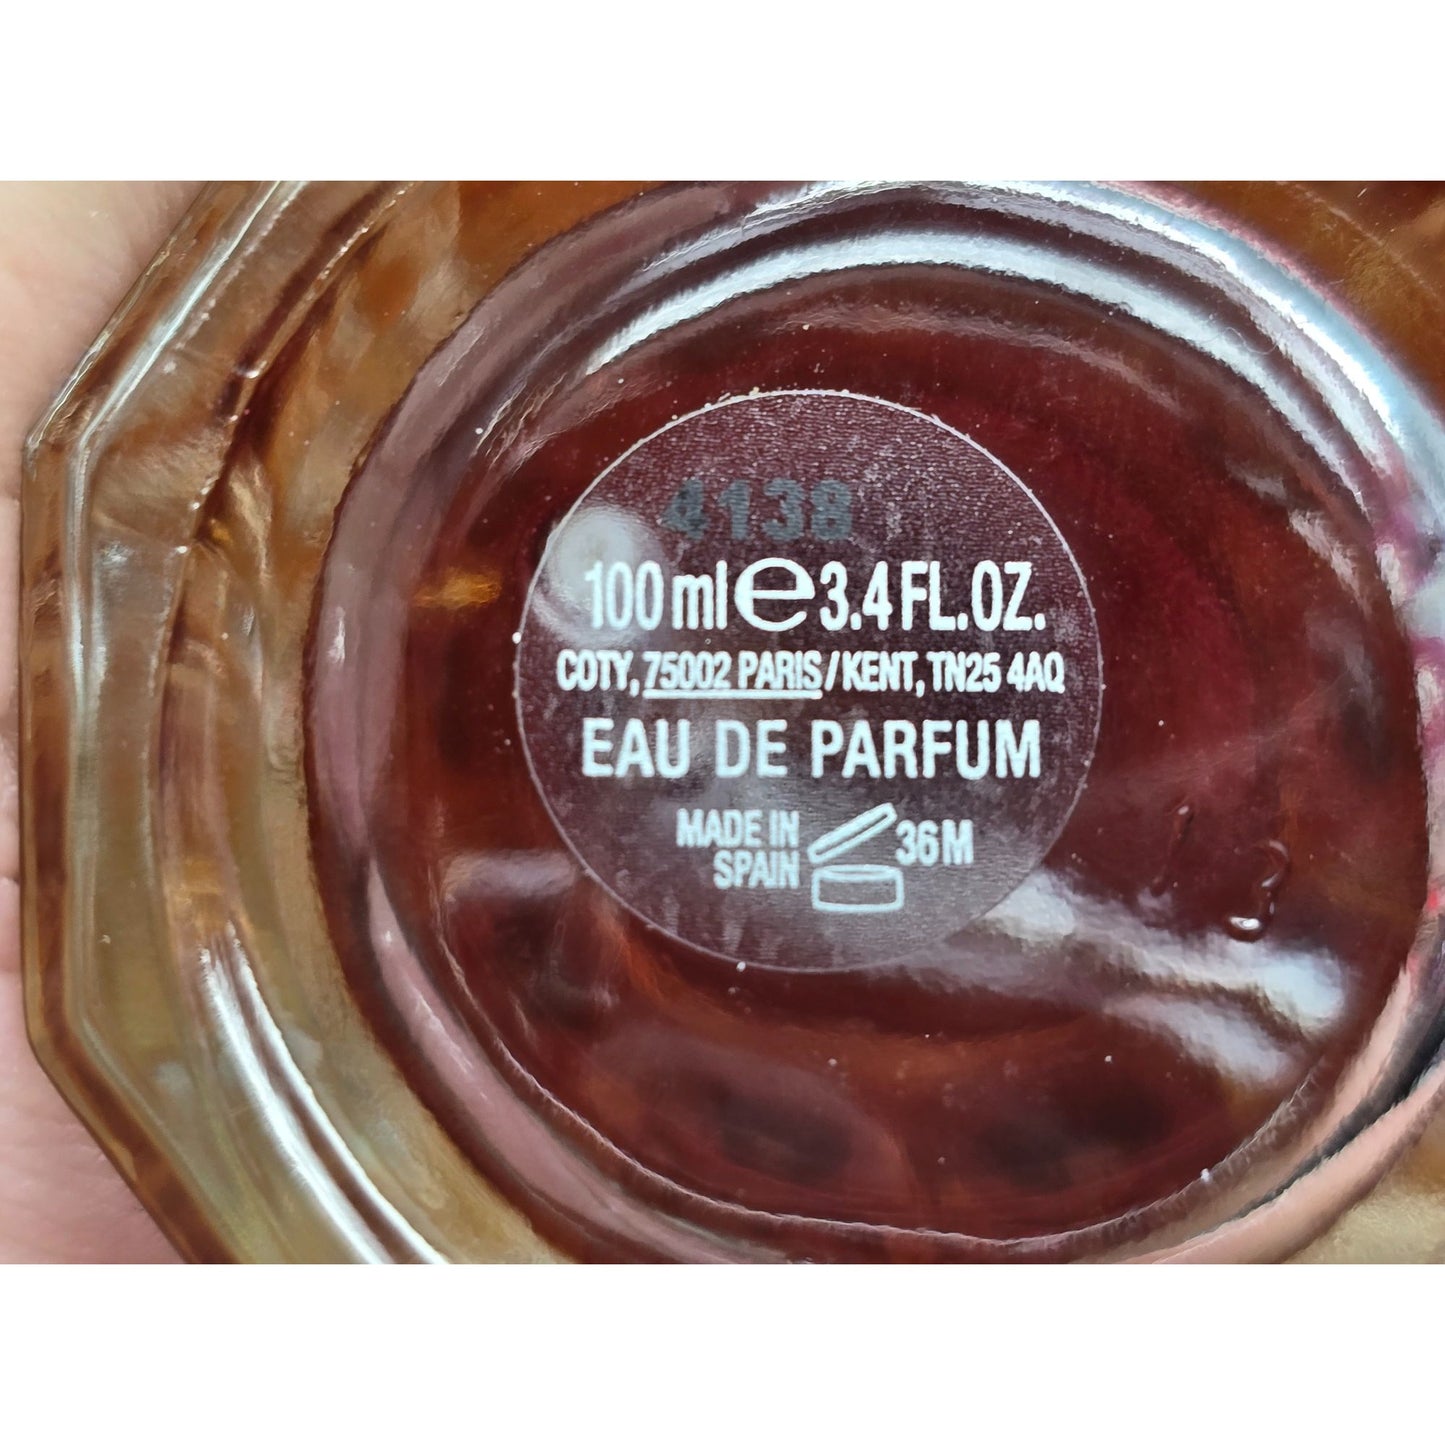 4138
100 ml e 3.4 FL.OZ.
COTY, 75002 PARIS / KENT, TN25 4AQ
EAU DE PARFUM
MADE IN
SPAIN
36M